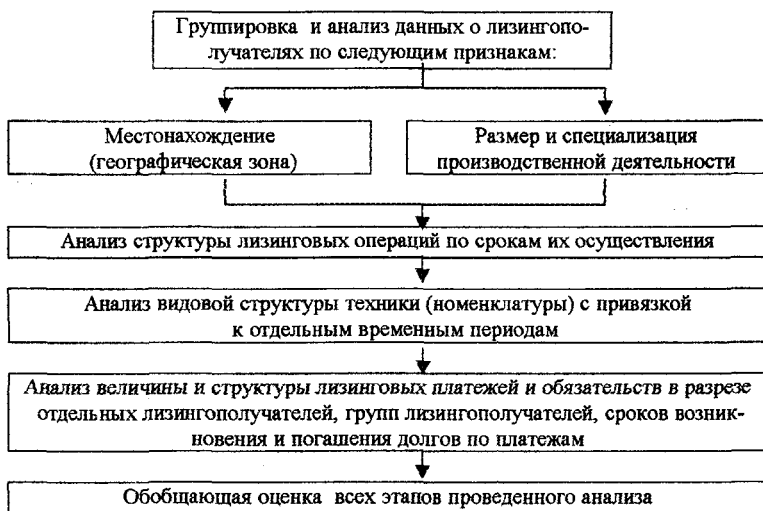 Группировка и анализ данных о лизингопо-
лучателях по следующим признакам:
Местонахождение
(географическая зона)
Размер и специализация
производственной деятельности
Анализ структуры лизинговых операций по срокам их осуществления
Анализ видовой структуры техники (номенклатуры) с привязкой
к отдельным временным периодам
Анализ величины и структуры лизинговых платежей и обязательств в разрезе
отдельных лизингополучателей, групп лизингополучателей, сроков возник-
новения и погашения долгов по платежам
Обобщающая оценка всех этапов проведенного анализа